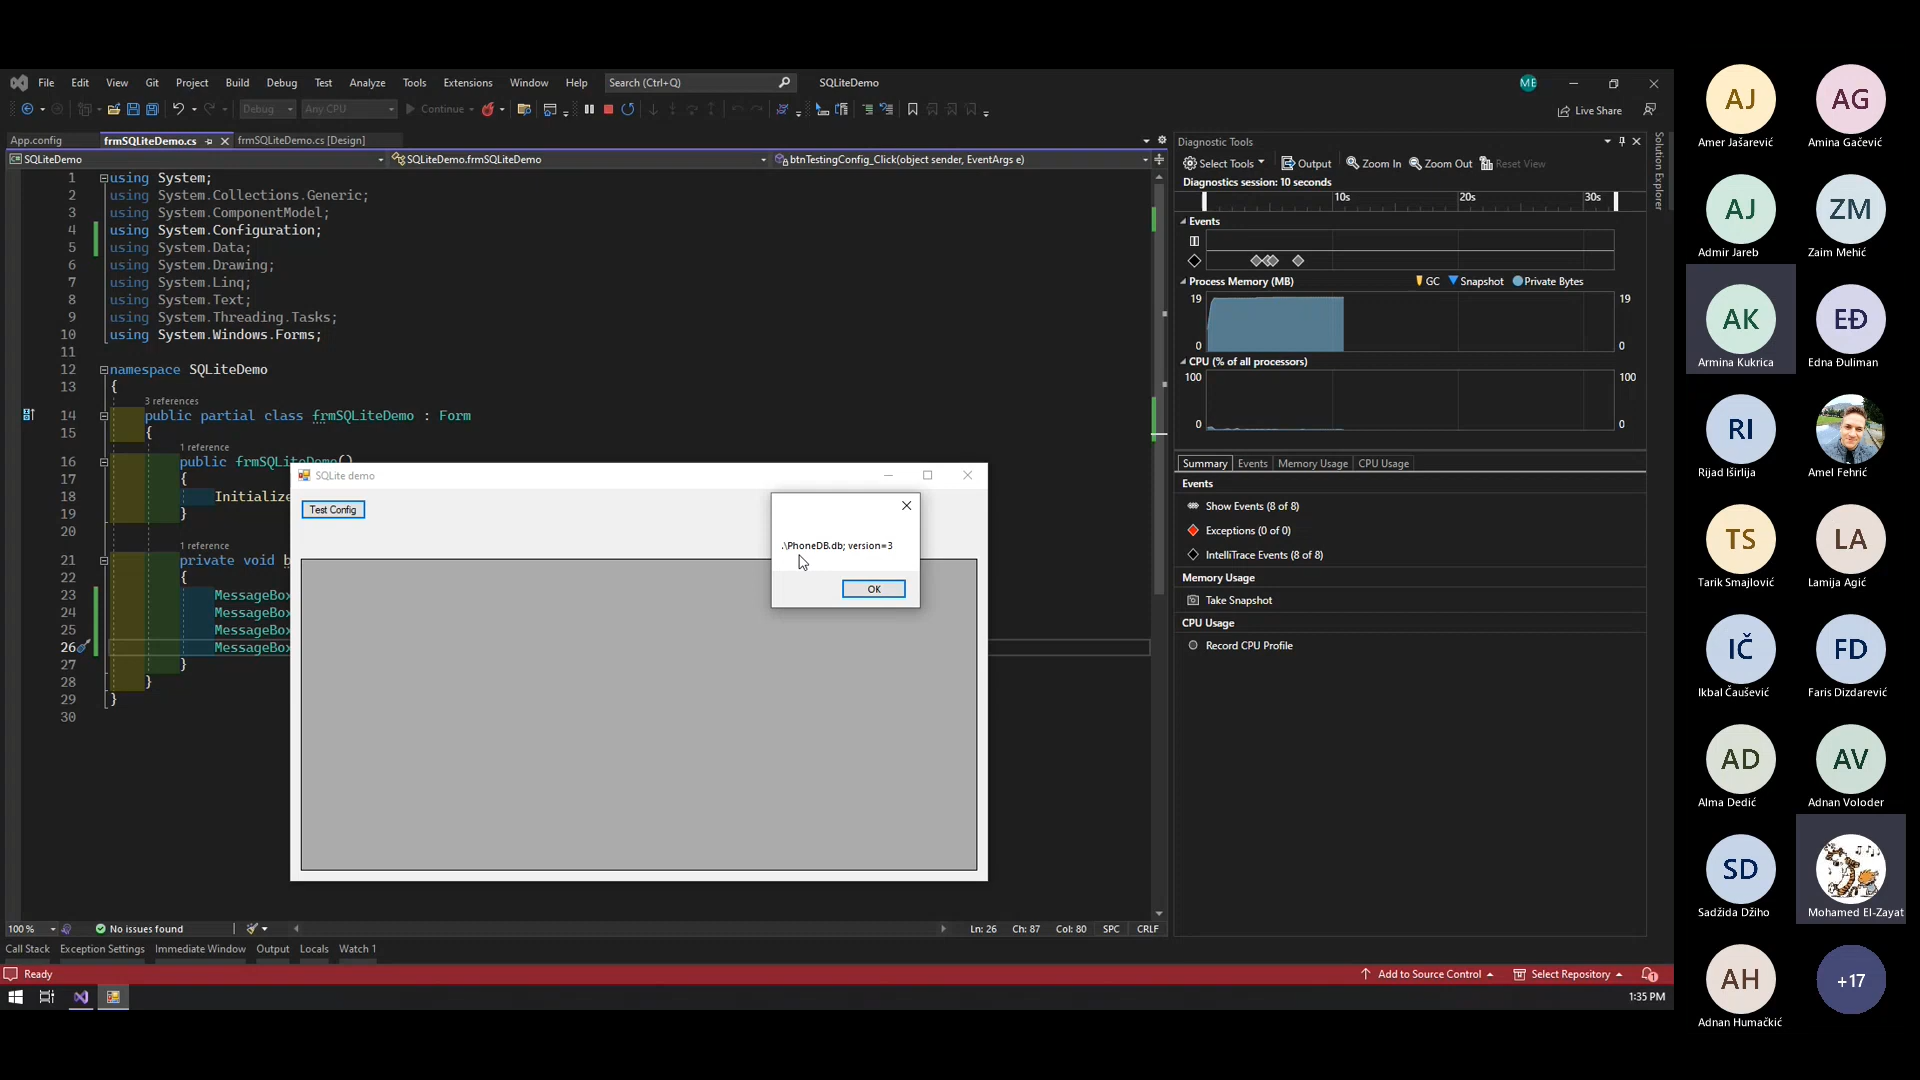 File Edit View Git Project Build Debug Test Analyze Tools Extensions Window Help Search (Ctrl+Q) SQLiteDemo ME
Debug Any CPU Continue Live Share
App.config frmSQLiteDemo.cs frmSQLiteDemo.cs [Design]
SQLiteDemo SQLiteDemo.frmSQLiteDemo btnTestingConfig_Click(object sender, EventArgs e)
1 using System;
2 using System.Collections.Generic;
3 using System.ComponentModel;
4 using System.Configuration;
5 using System.Data;
6 using System.Drawing;
7 using System.Linq;
8 using System.Text;
9 using System.Threading.Tasks;
10 using System.Windows.Forms;
11
12 namespace SQLiteDemo
13 {
3 references
14 public partial class frmSQLiteDemo : Form
15 {
1 reference
16 public frmSQLiteDemo()
17 {
18 Initialize
19 }
20
1 reference
21 private void b
22 {
23 MessageBox
24 MessageBox
25 MessageBox
26 MessageBox
27 }
28 }
29 }
30
SQLite demo
Test Config
.\PhoneDB.db; version=3
OK
100 % No issues found Ln: 26 Ch: 87 Col: 80 SPC CRLF
Call Stack Exception Settings Immediate Window Output Locals Watch 1
Ready Add to Source Control Select Repository 1
1:35 PM
Diagnostic Tools
Select Tools Output Zoom In Zoom Out Reset View
Diagnostics session: 10 seconds
10s 20s 30s
Events
Process Memory (MB) GC Snapshot Private Bytes
19 19
0 0
CPU (% of all processors)
100 100
0 0
Summary Events Memory Usage CPU Usage
Events
Show Events (8 of 8)
Exceptions (0 of 0)
IntelliTrace Events (8 of 8)
Memory Usage
Take Snapshot
CPU Usage
Record CPU Profile
Solution Explorer
AJ AG
Amer Jašarević Amina Gačević
AJ ZM
Admir Jareb Zaim Mehić
AK EĐ
Armina Kukrica Edna Đuliman
RI
Rijad Iširlija Amel Fehrić
TS LA
Tarik Smajlović Lamija Agić
IČ FD
Ikbal Čaušević Faris Dizdarević
AD AV
Alma Dedić Adnan Voloder
SD
Sadžida Džiho Mohamed El-Zayat
AH +17
Adnan Humačkić